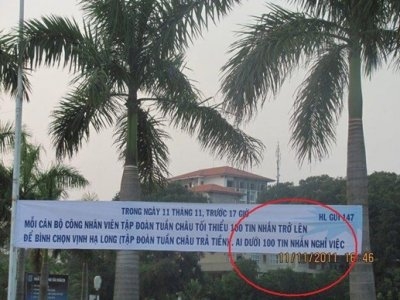 TRONG NGÀY 11 THÁNG 11, TRƯỚC 17 GIỜ
HL GUI 147
MỖI CÁN BỘ CÔNG NHÂN VIÊN TẬP ĐOÀN TUẦN CHÂU TỐI THIỂU 100 TIN NHẮN TRỞ LÊN
ĐỂ BÌNH CHỌN VỊNH HẠ LONG (TẬP ĐOÀN TUẦN CHÂU TRẢ TIỀN). AI DƯỚI 100 TIN NHẮN NGHỈ VIỆC
11/11/2011 16:46